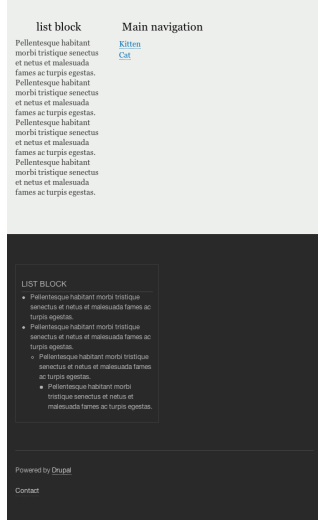 list block
Pellentesque habitant
morbi tristique senectus
et netus et malesuada
fames ac turpis egestas.
Pellentesque habitant
morbi tristique senectus
et netus et malesuada
fames ac turpis egestas.
Pellentesque habitant
morbi tristique senectus
et netus et malesuada
fames ac turpis egestas.
Pellentesque habitant
morbi tristique senectus
et netus et malesuada
fames ac turpis egestas.
Main navigation
Kitten
Cat
LIST BLOCK
Pellentesque habitant morbi tristique
senectus et netus et malesuada fames ac
turpis egestas.
Pellentesque habitant morbi tristique
senectus et netus et malesuada fames ac
turpis egestas.
Pellentesque habitant morbi tristique
senectus et netus et malesuada fames
ac turpis egestas.
Pellentesque habitant morbi
tristique senectus et netus et
malesuada fames ac turpis egestas.
Powered by Drupal
Contact